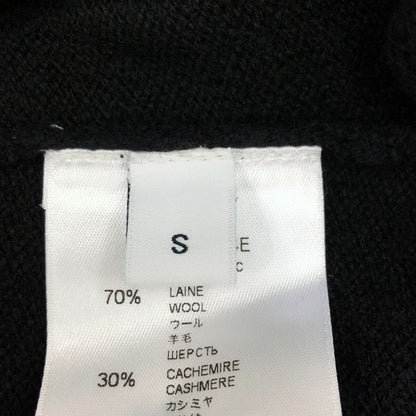 S
E
C
70% LAINE
WOOL
ウール
羊毛
ШЕРСТЬ
30% CACHEMIRE
CASHMERE
カシミヤ